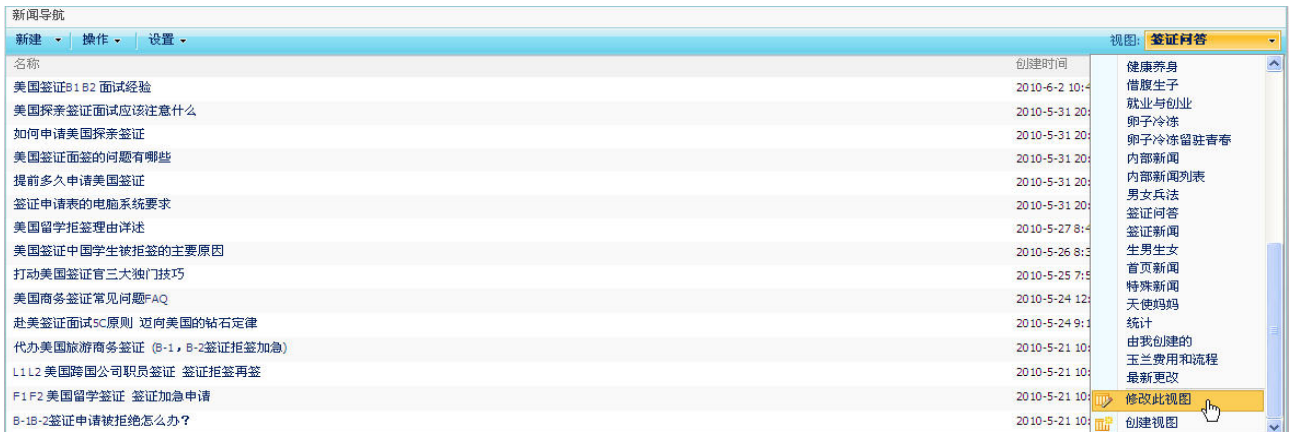 新闻导航
新建 操作 设置 视图: 签证问答
名称 创建时间
美国签证B1B2 面试经验 2010-6-2 10:4
美国探亲签证面试应该注意什么 2010-5-31 20:
如何申请美国探亲签证 2010-5-31 20:
美国签证面签的问题有哪些 2010-5-31 20:
提前多久申请美国签证 2010-5-31 20:
签证申请表的电脑系统要求 2010-5-31 20:
美国留学拒签理由详述 2010-5-27 8:4
美国签证中国学生被拒签的主要原因 2010-5-26 8:3
打动美国签证官三大独门技巧 2010-5-25 7:5
美国商务签证常见问题FAQ 2010-5-24 12:
赴美签证面试5C原则 迈向美国的钻石定律 2010-5-24 9:1
代办美国旅游商务签证 (B-1，B-2签证拒签加急) 2010-5-21 10:
L1L2 美国跨国公司职员签证 签证拒签再签 2010-5-21 10:
F1F2 美国留学签证 签证加急申请 2010-5-21 10:
B-1B-2签证申请被拒绝怎么办？ 2010-5-21 10:
健康养身
借腹生子
就业与创业
卵子冷冻
卵子冷冻留驻青春
内部新闻
内部新闻列表
男女兵法
签证问答
签证新闻
生男生女
首页新闻
特殊新闻
天使妈妈
统计
由我创建的
玉兰费用和流程
最新更改
修改此视图
创建视图